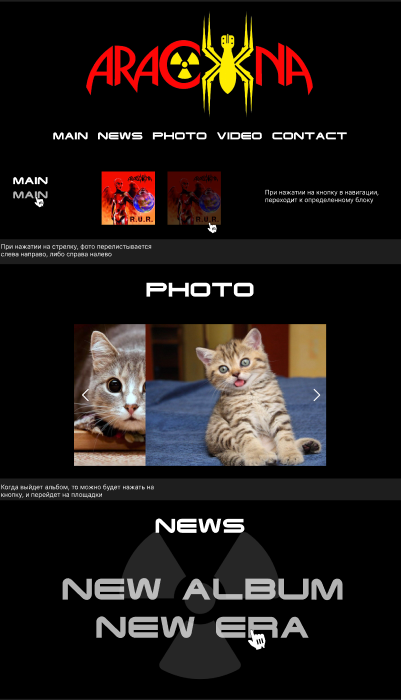 ARACHNA
MAIN NEWS PHOTO VIDEO CONTACT
MAIN
MAIN
R.U.R.
R.U.R.
При нажатии на кнопку в навигации,
переходит к определенному блоку
При нажатии на стрелку, фото перелистывается
слева направо, либо справа налево
PHOTO
Когда выйдет альбом, то можно будет нажать на
кнопку, и перейдет на площадки
NEWS
NEW ALBUM
NEW ERA